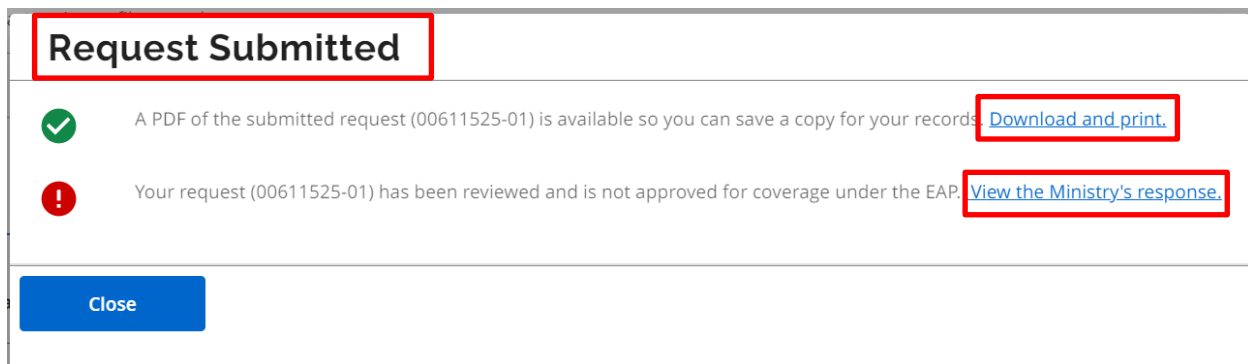 Request Submitted
A PDF of the submitted request (00611525-01) is available so you can save a copy for your records. Download and print.
Your request (00611525-01) has been reviewed and is not approved for coverage under the EAP. View the Ministry's response.
Close